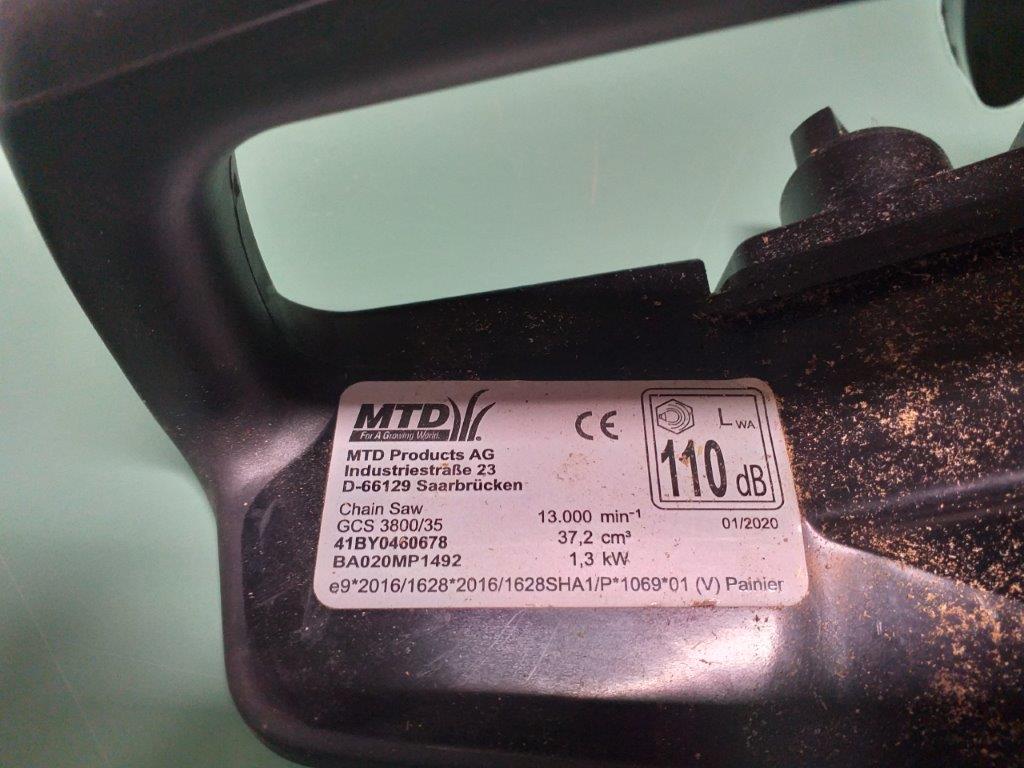 MTD
For A Growing World.
MTD Products AG
Industriestraße 23
D-66129 Saarbrücken
CE
LWA
110 dB
01/2020
Chain Saw
GCS 3800/35 13.000 min⁻¹
41BY0460678 37,2 cm³
BA020MP1492 1,3 kW
e9*2016/1628*2016/1628SHA1/P*1069*01 (V) Painier